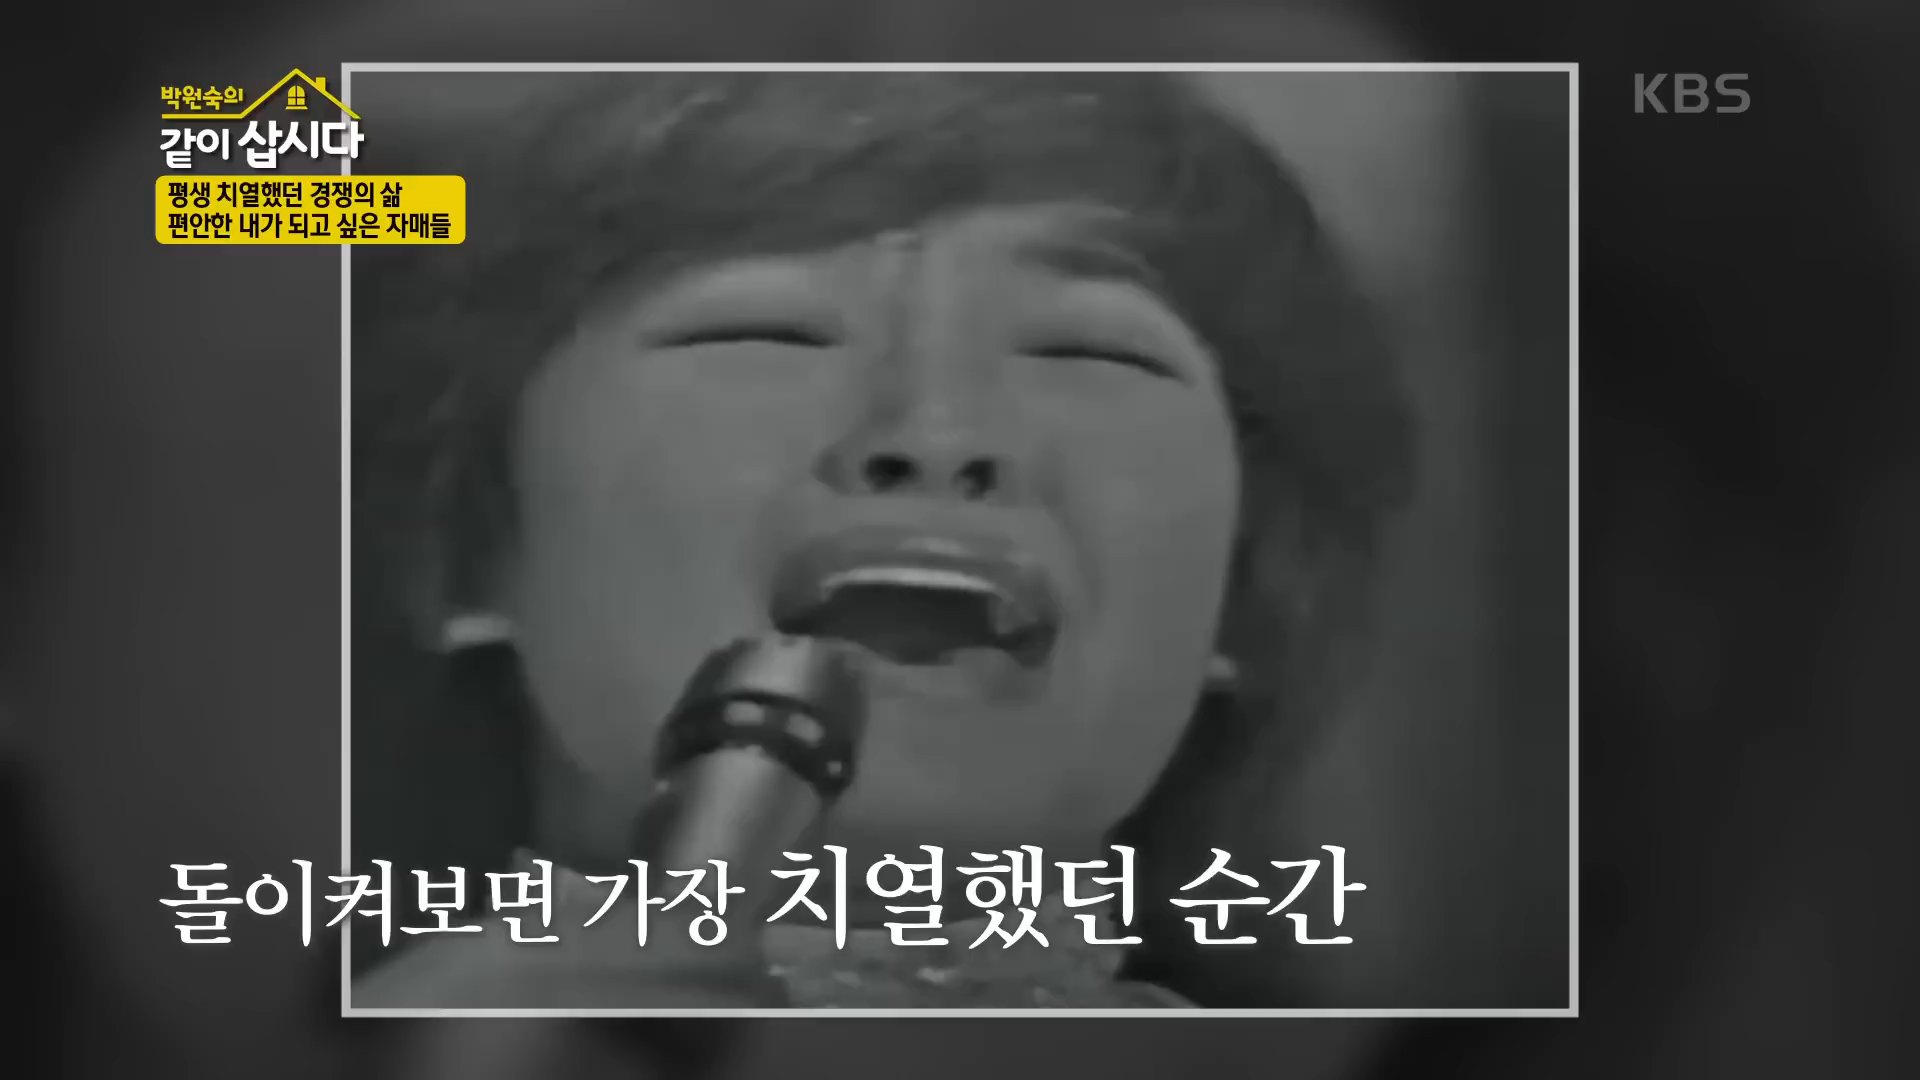 박원숙의
같이 삽시다
평생 치열했던 경쟁의 삶
편안한 내가 되고 싶은 자매들
KBS
돌이켜보면 가장 치열했던 순간